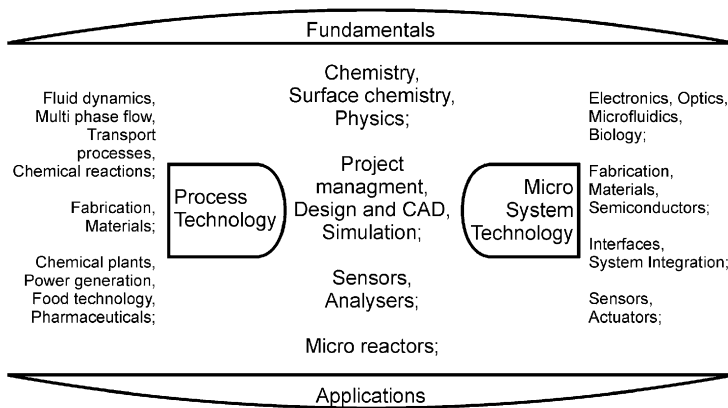 Fundamentals
Fluid dynamics,
Multi phase flow,
Transport
processes,
Chemical reactions;
Fabrication,
Materials;
Chemical plants,
Power generation,
Food technology,
Pharmaceuticals;
Process
Technology
Chemistry,
Surface chemistry,
Physics;
Project
managment,
Design and CAD,
Simulation;
Sensors,
Analysers;
Micro reactors;
Micro
System
Technology
Electronics, Optics,
Microfluidics,
Biology;
Fabrication,
Materials,
Semiconductors;
Interfaces,
System Integration;
Sensors,
Actuators;
Applications